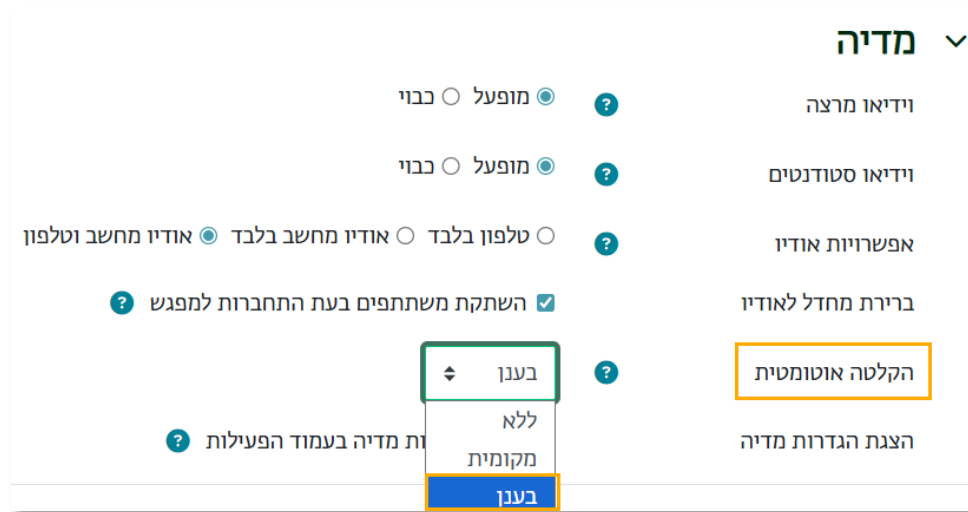 מדיה
וידיאו מרצה ? מופעל כבוי
וידיאו סטודנטים ? מופעל כבוי
אפשרויות אודיו ? טלפון בלבד אודיו מחשב בלבד אודיו מחשב וטלפון
ברירת מחדל לאודיו השתקת משתתפים בעת התחברות למפגש ?
הקלטה אוטומטית ? בענן
ללא
הצגת הגדרות מדיה ות מדיה בעמוד הפעילות ?
מקומית
בענן